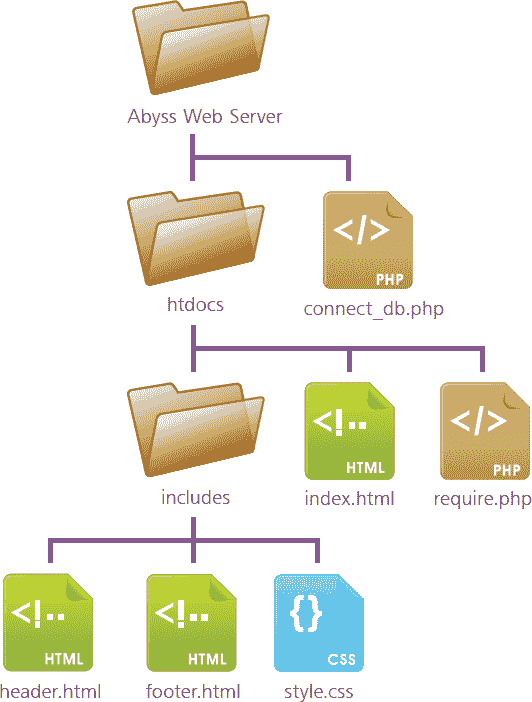 Abyss Web Server
</>
PHP
htdocs
connect_db.php
<!..
HTML
</>
PHP
includes
index.html
require.php
<!..
HTML
<!..
HTML
{}
CSS
header.html
footer.html
style.css